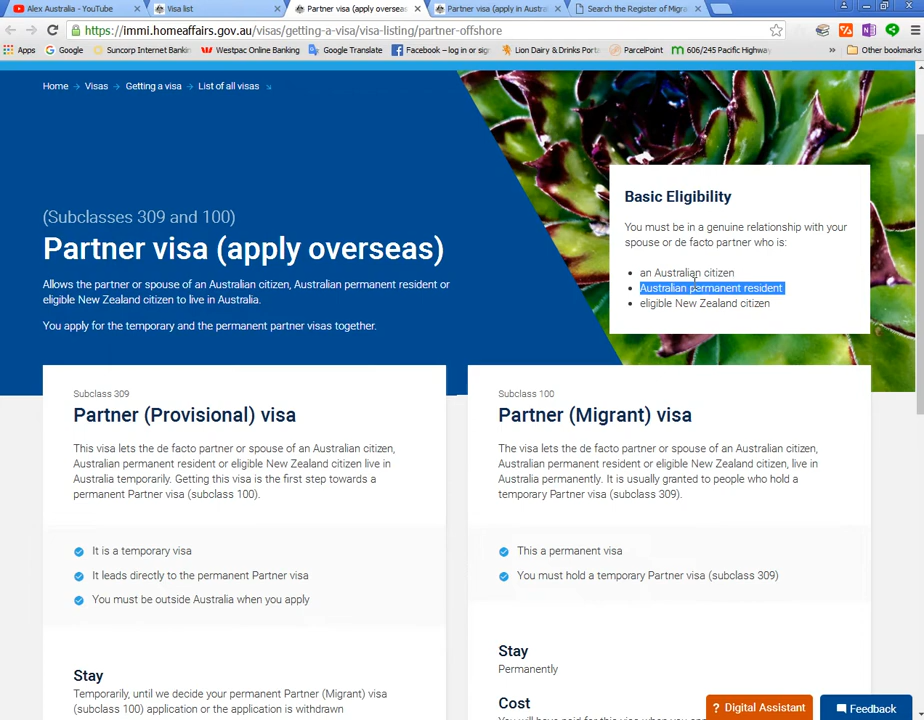 Alex Australia - YouTube
Visa list
Partner visa (apply overseas
Partner visa (apply in Austral
Search the Register of Migra
https://immi.homeaffairs.gov.au/visas/getting-a-visa/visa-listing/partner-offshore
Apps Google Suncorp Internet Bankin Westpac Online Banking Google Translate Facebook – log in or sign Lion Dairy & Drinks Porta ParcelPoint 606/245 Pacific Highway » Other bookmarks
Home Visas Getting a visa List of all visas
(Subclasses 309 and 100)
Partner visa (apply overseas)
Allows the partner or spouse of an Australian citizen, Australian permanent resident or
eligible New Zealand citizen to live in Australia.
You apply for the temporary and the permanent partner visas together.
Basic Eligibility
You must be in a genuine relationship with your
spouse or de facto partner who is:
• an Australian citizen
• Australian permanent resident
• eligible New Zealand citizen
Subclass 309
Partner (Provisional) visa
This visa lets the de facto partner or spouse of an Australian citizen,
Australian permanent resident or eligible New Zealand citizen live in
Australia temporarily. Getting this visa is the first step towards a
permanent Partner visa (subclass 100).
It is a temporary visa
It leads directly to the permanent Partner visa
You must be outside Australia when you apply
Stay
Temporarily, until we decide your permanent Partner (Migrant) visa
(subclass 100) application or the application is withdrawn
Subclass 100
Partner (Migrant) visa
The visa lets the de facto partner or spouse of an Australian citizen,
Australian permanent resident or eligible New Zealand citizen, live in
Australia permanently. It is usually granted to people who hold a
temporary Partner visa (subclass 309).
This a permanent visa
You must hold a temporary Partner visa (subclass 309)
Stay
Permanently
Cost
? Digital Assistant
Feedback